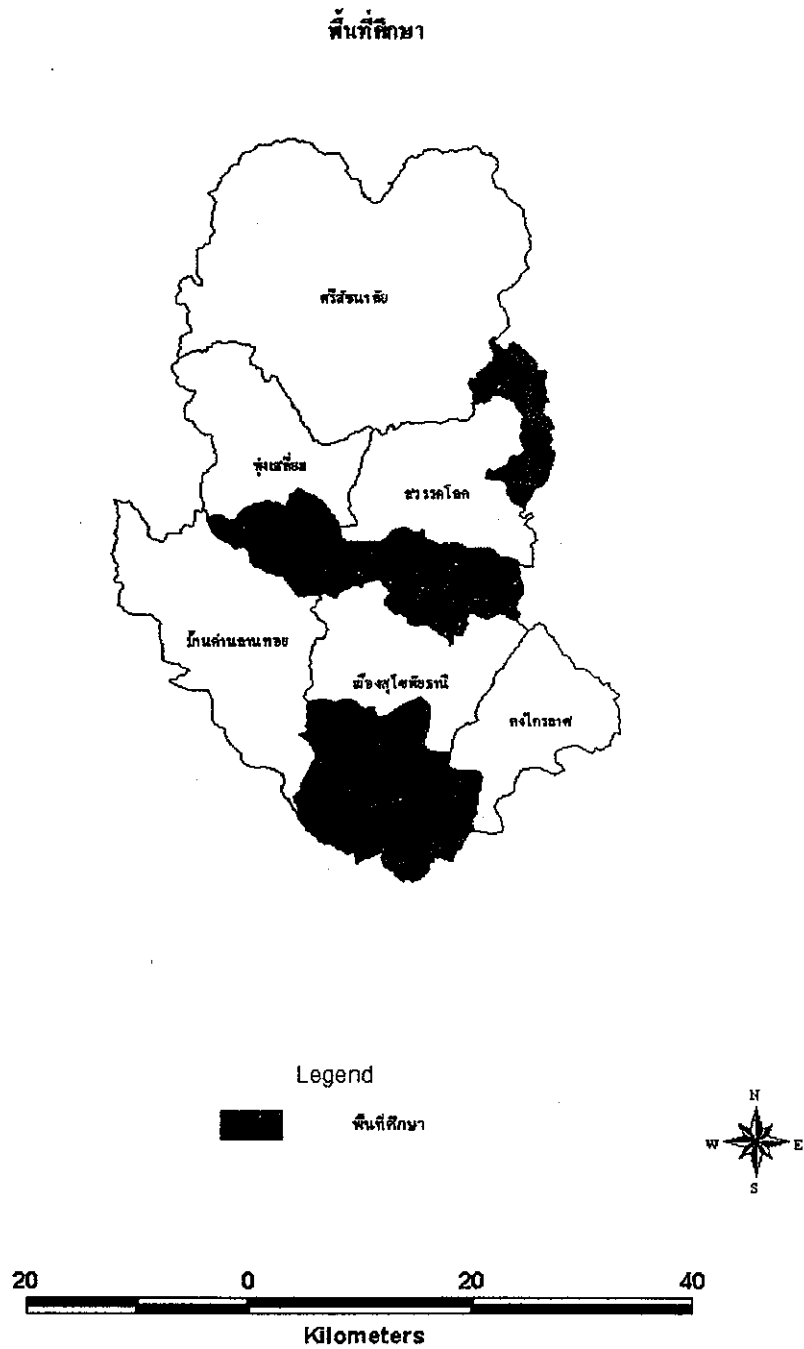 พื้นที่ศึกษา
ศรีสัชนาลัย
ทุ่งเสลี่ยม
สวรรคโลก
บ้านด่านลานหอย
เมืองสุโขทัยธานี
กงไกรลาศ
Legend
พื้นที่ศึกษา
N
W E
S
20 0 20 40
Kilometers